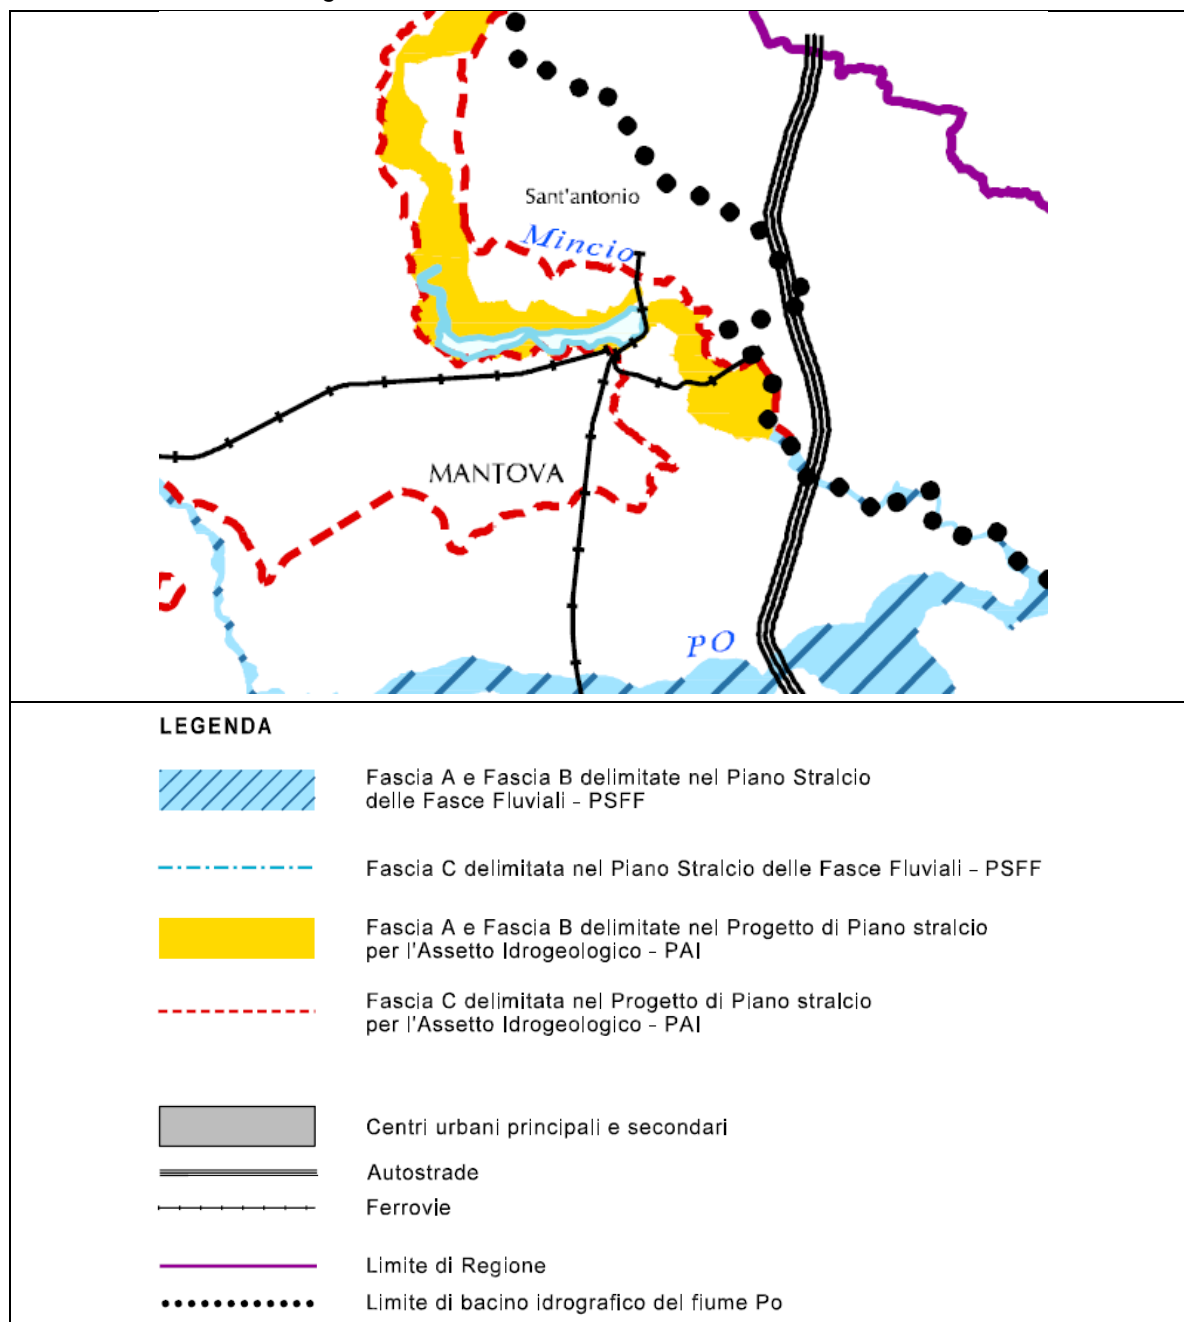 Sant'antonio
Mincio
MANTOVA
PO
LEGENDA
Fascia A e Fascia B delimitate nel Piano Stralcio
delle Fasce Fluviali - PSFF
Fascia C delimitata nel Piano Stralcio delle Fasce Fluviali - PSFF
Fascia A e Fascia B delimitate nel Progetto di Piano stralcio
per l'Assetto Idrogeologico - PAI
Fascia C delimitata nel Progetto di Piano stralcio
per l'Assetto Idrogeologico - PAI
Centri urbani principali e secondari
Autostrade
Ferrovie
Limite di Regione
Limite di bacino idrografico del fiume Po